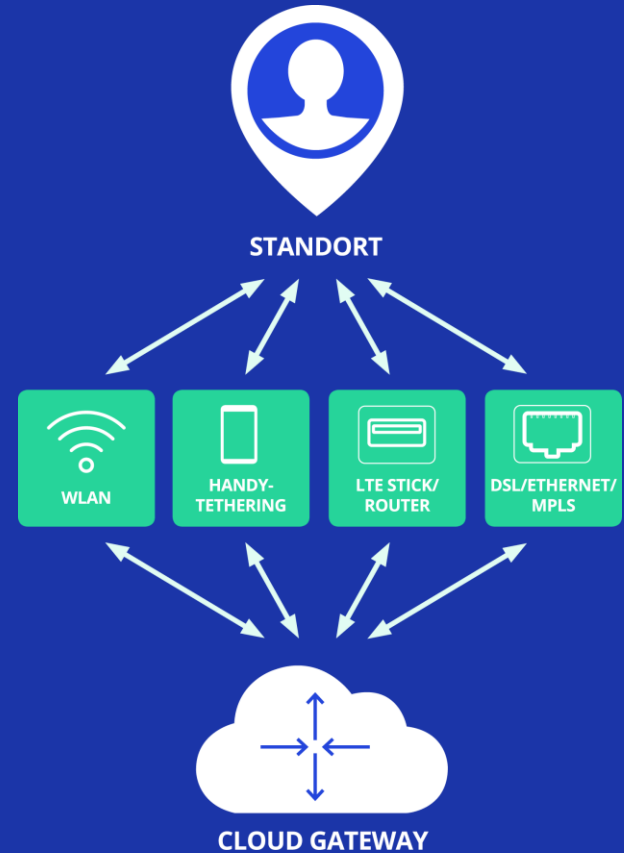 STANDORT
WLAN
HANDY-
TETHERING
LTE STICK/
ROUTER
DSL/ETHERNET/
MPLS
CLOUD GATEWAY